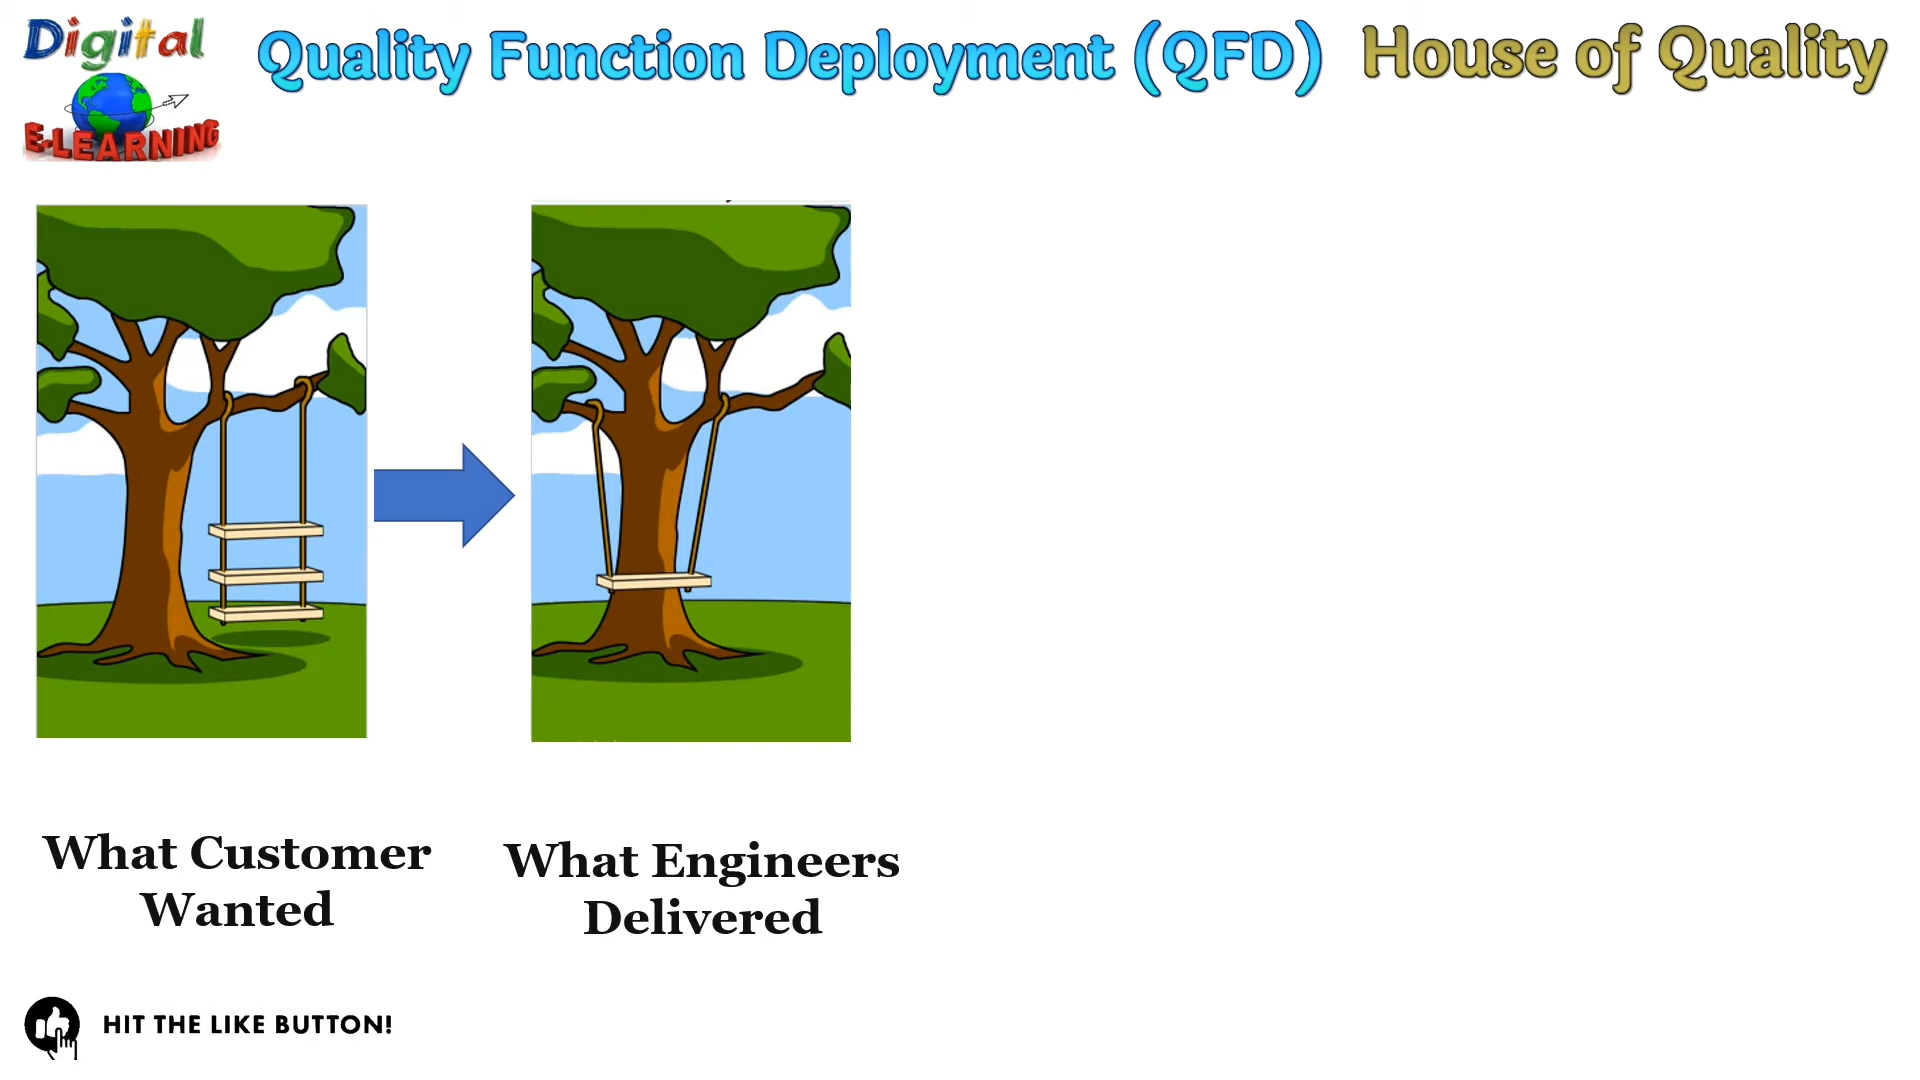 Digital
E-LEARNING
Quality Function Deployment (QFD) House of Quality
What Customer
Wanted
What Engineers
Delivered
HIT THE LIKE BUTTON!